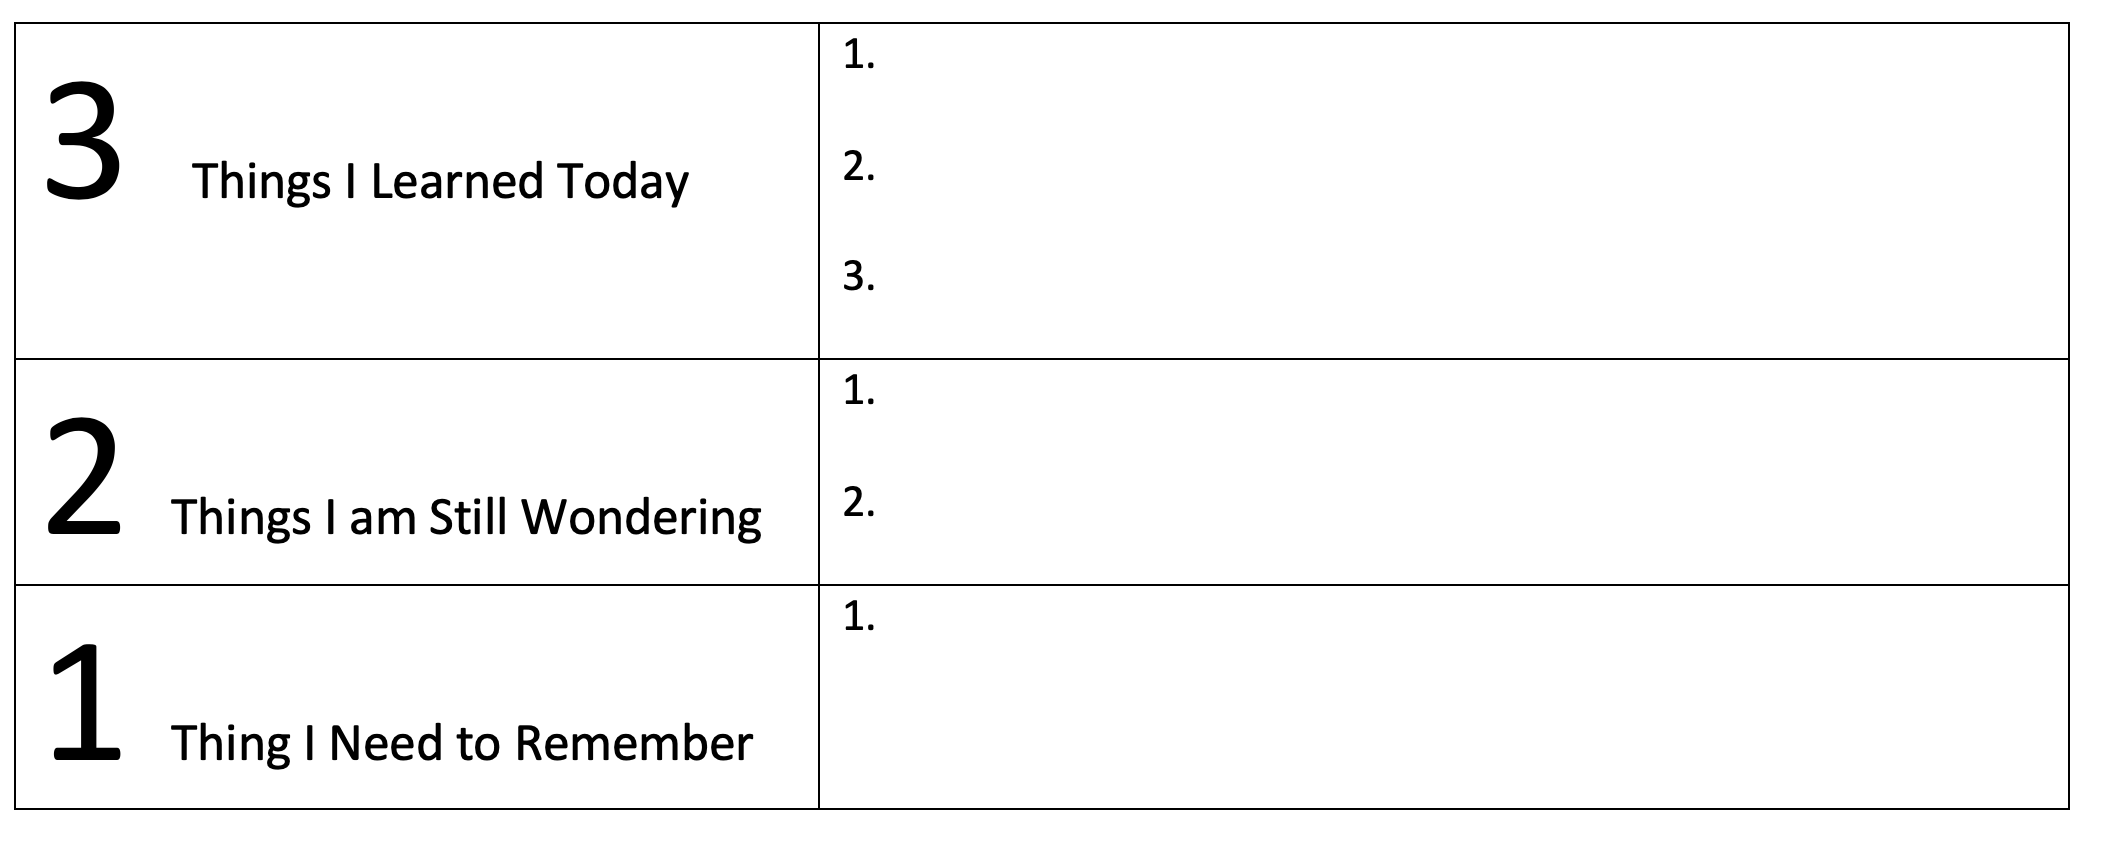 3 Things I Learned Today
1.
2.
3.
2 Things I am Still Wondering
1.
2.
1 Thing I Need to Remember
1.